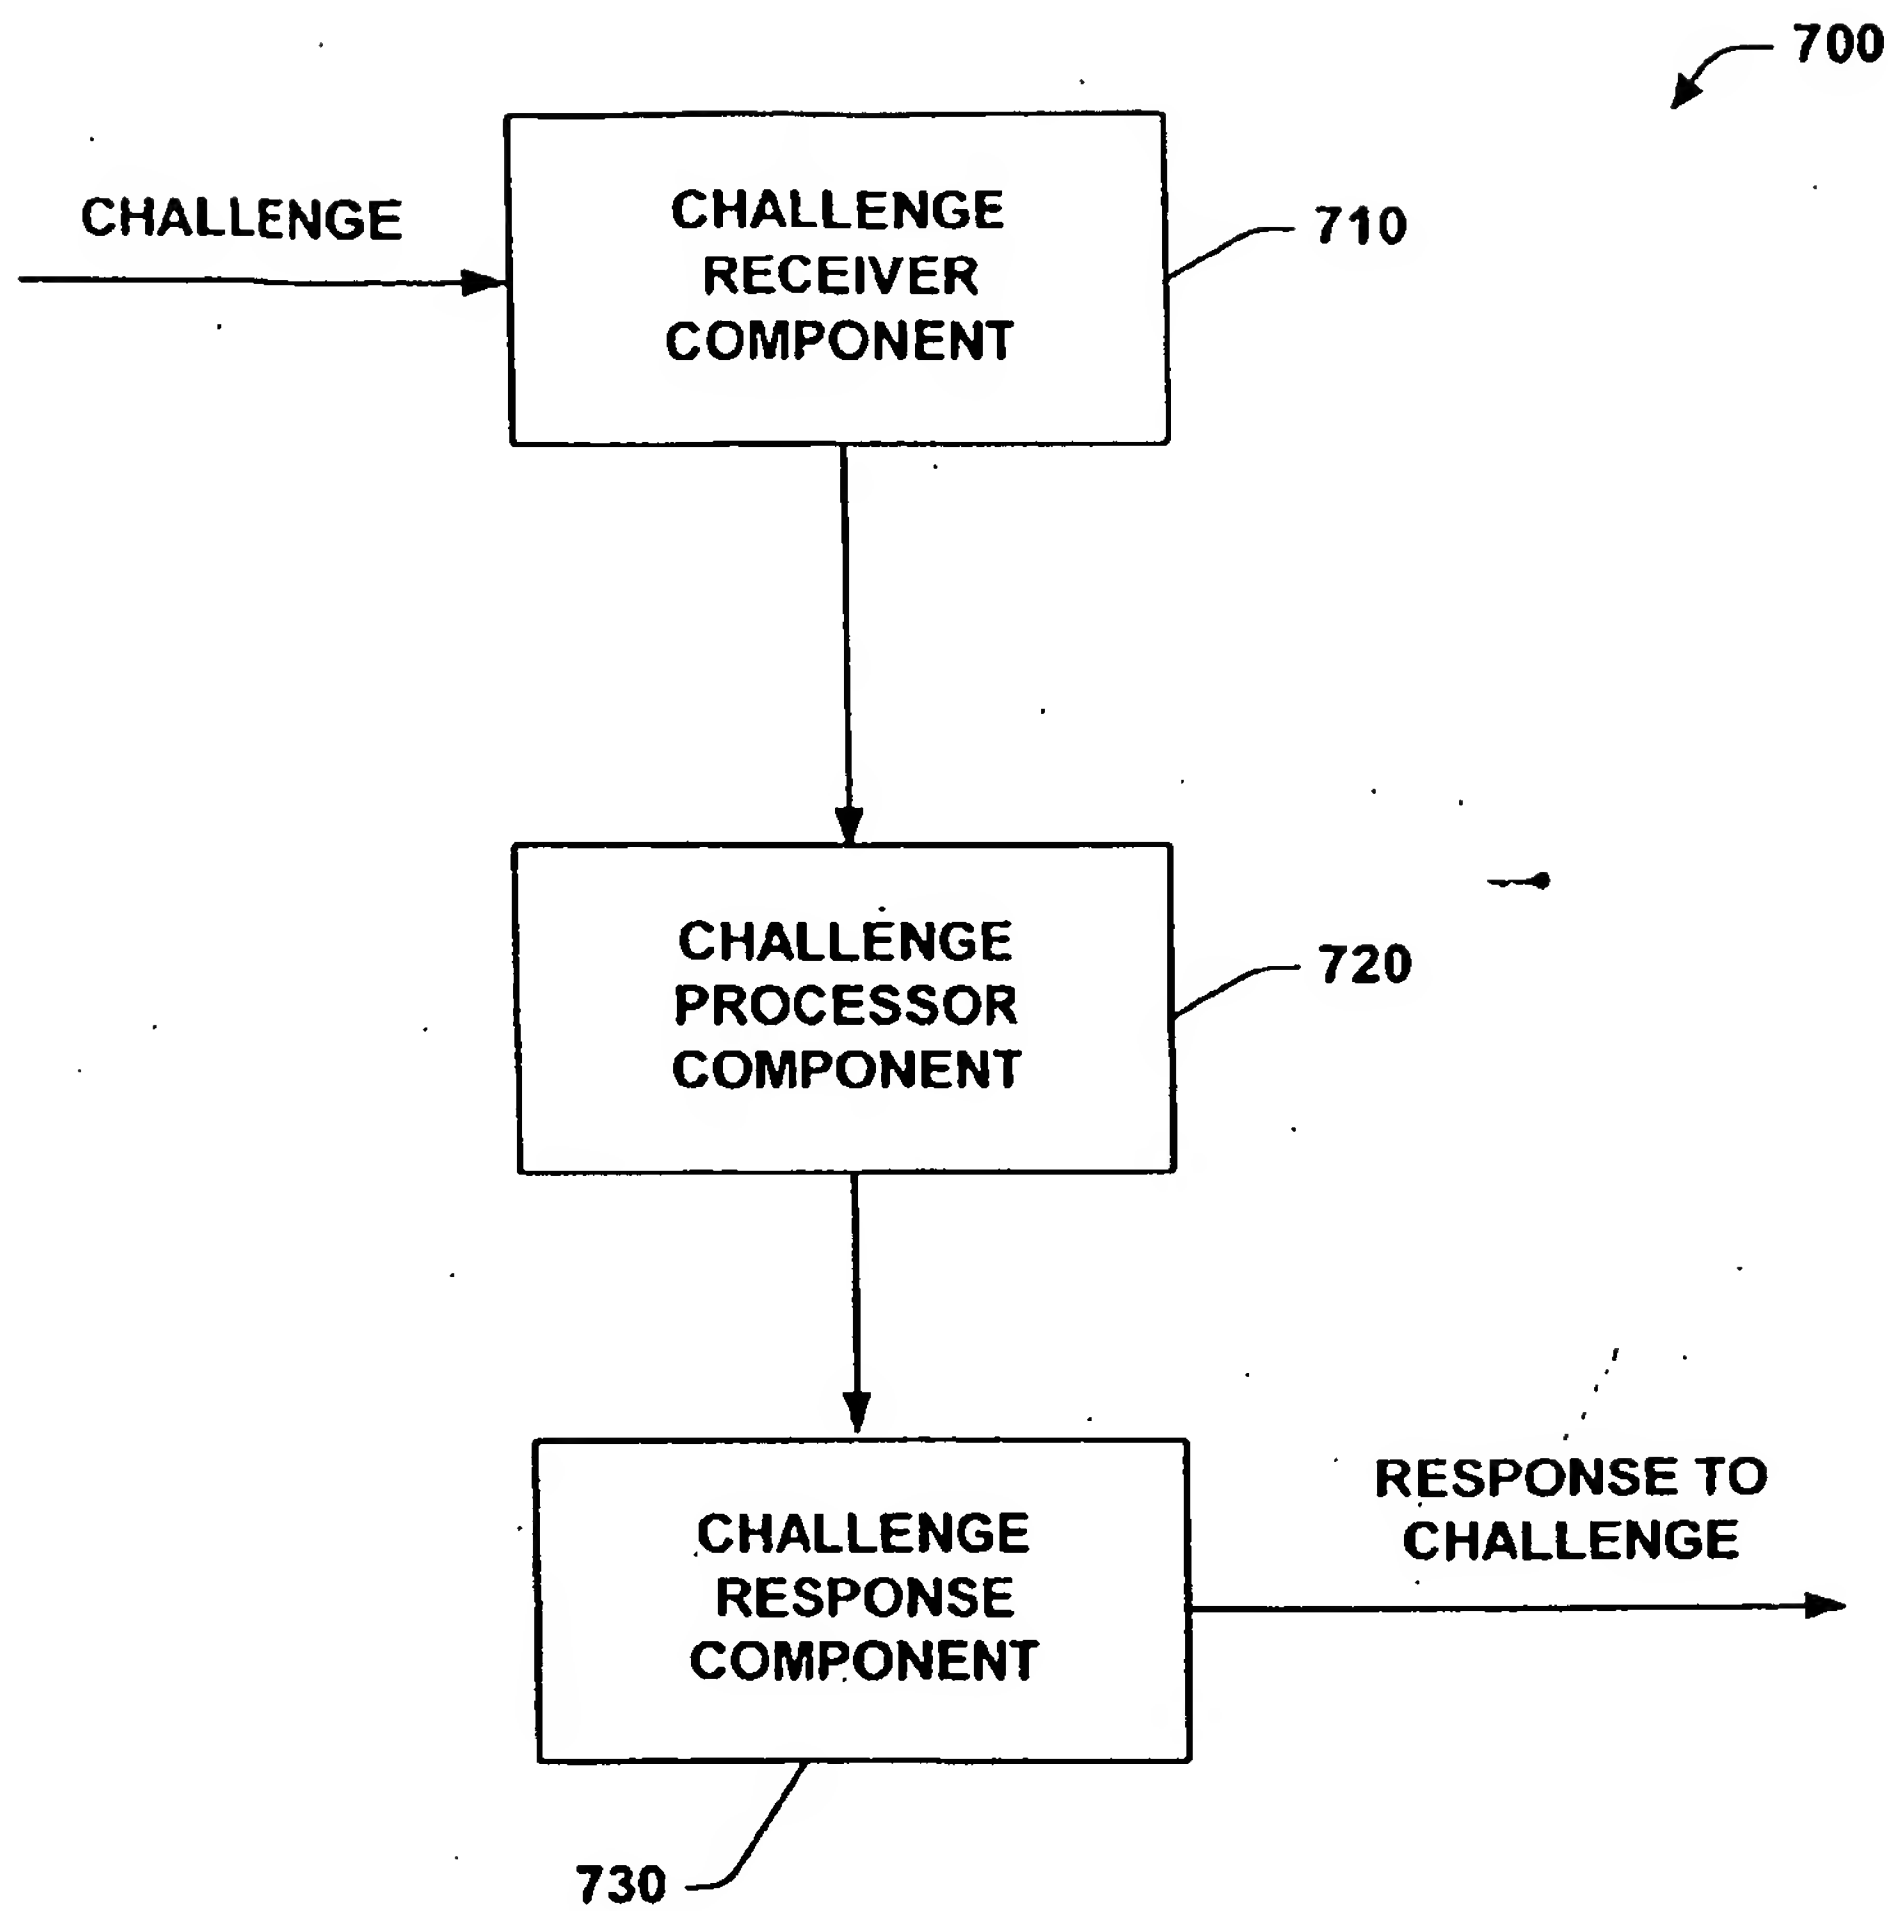 700
CHALLENGE
CHALLENGE
RECEIVER
COMPONENT
710
CHALLENGE
PROCESSOR
COMPONENT
720
CHALLENGE
RESPONSE
COMPONENT
RESPONSE TO
CHALLENGE
730